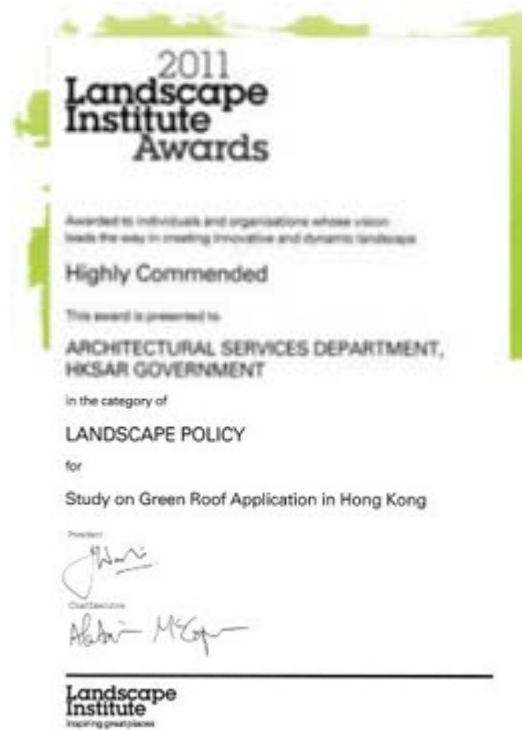 2011
Landscape
Institute
Awards
Awarded to individuals and organisations whose vision
leads the way in creating innovative and dynamic landscape
Highly Commended
This award is presented to
ARCHITECTURAL SERVICES DEPARTMENT,
HKSAR GOVERNMENT
in the category of
LANDSCAPE POLICY
for
Study on Green Roof Application in Hong Kong
President
Chief Executive
Landscape
Institute
Inspiring great places